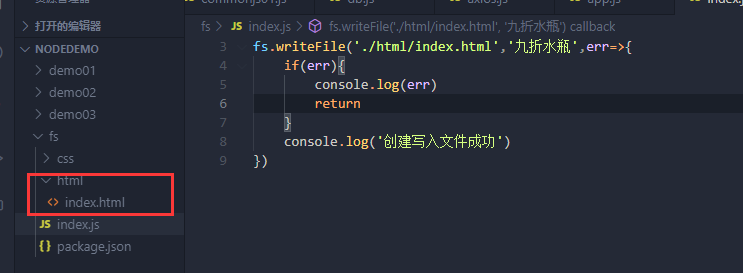 资源管理器
打开的编辑器
NODEDEMO
demo01
demo02
demo03
fs
css
html
<> index.html
JS index.js
{} package.json
commonjs01.js
db.js
axios.js
app.js
index.js
fs > JS index.js > fs.writeFile('./html/index.html', '九折水瓶') callback
3 fs.writeFile('./html/index.html','九折水瓶',err=>{
4 if(err){
5 console.log(err)
6 return
7 }
8 console.log('创建写入文件成功')
9 })